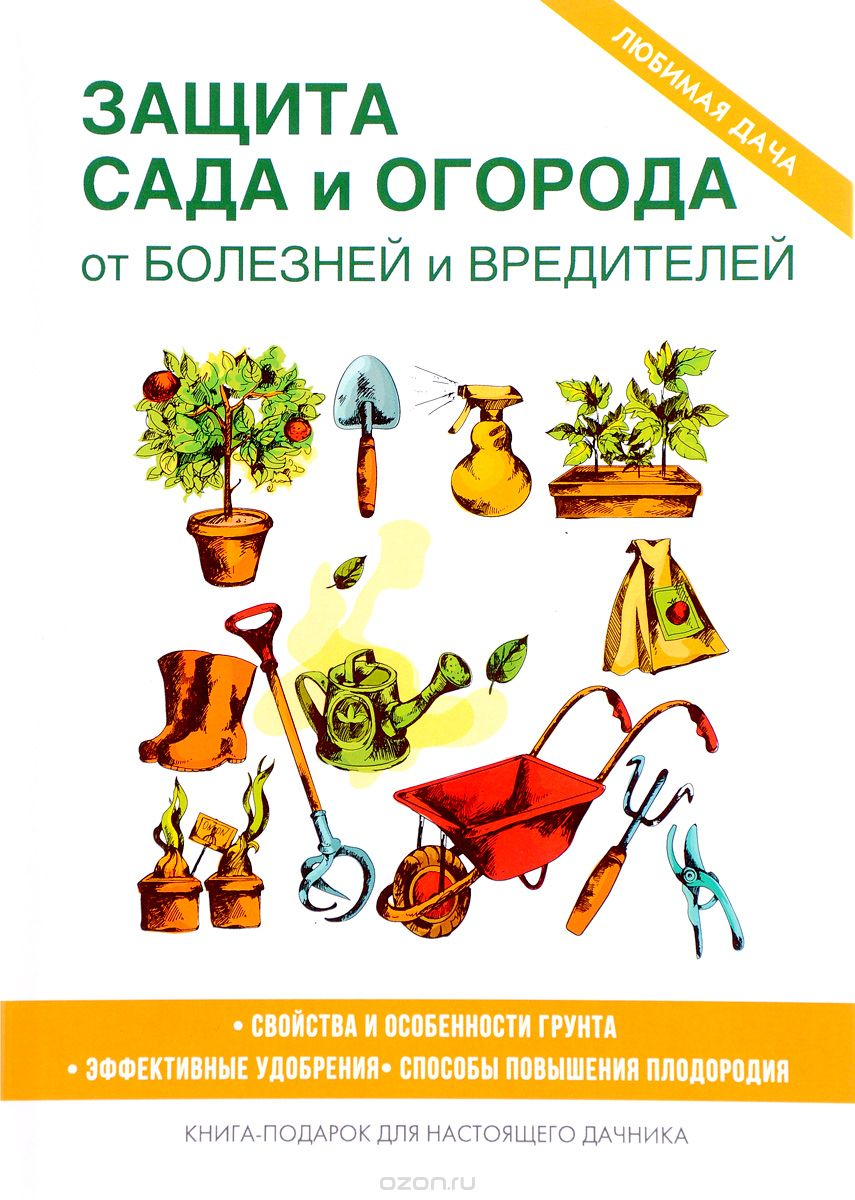 ЛЮБИМАЯ ДАЧА
ЗАЩИТА
САДА и ОГОРОДА
от БОЛЕЗНЕЙ и ВРЕДИТЕЛЕЙ
• СВОЙСТВА И ОСОБЕННОСТИ ГРУНТА
• ЭФФЕКТИВНЫЕ УДОБРЕНИЯ• СПОСОБЫ ПОВЫШЕНИЯ ПЛОДОРОДИЯ
КНИГА-ПОДАРОК ДЛЯ НАСТОЯЩЕГО ДАЧНИКА
ozon.ru